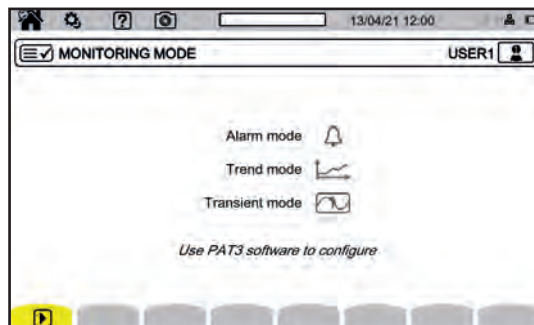 13/04/21 12:00
MONITORING MODE
USER1
Alarm mode
Trend mode
Transient mode
Use PAT3 software to configure